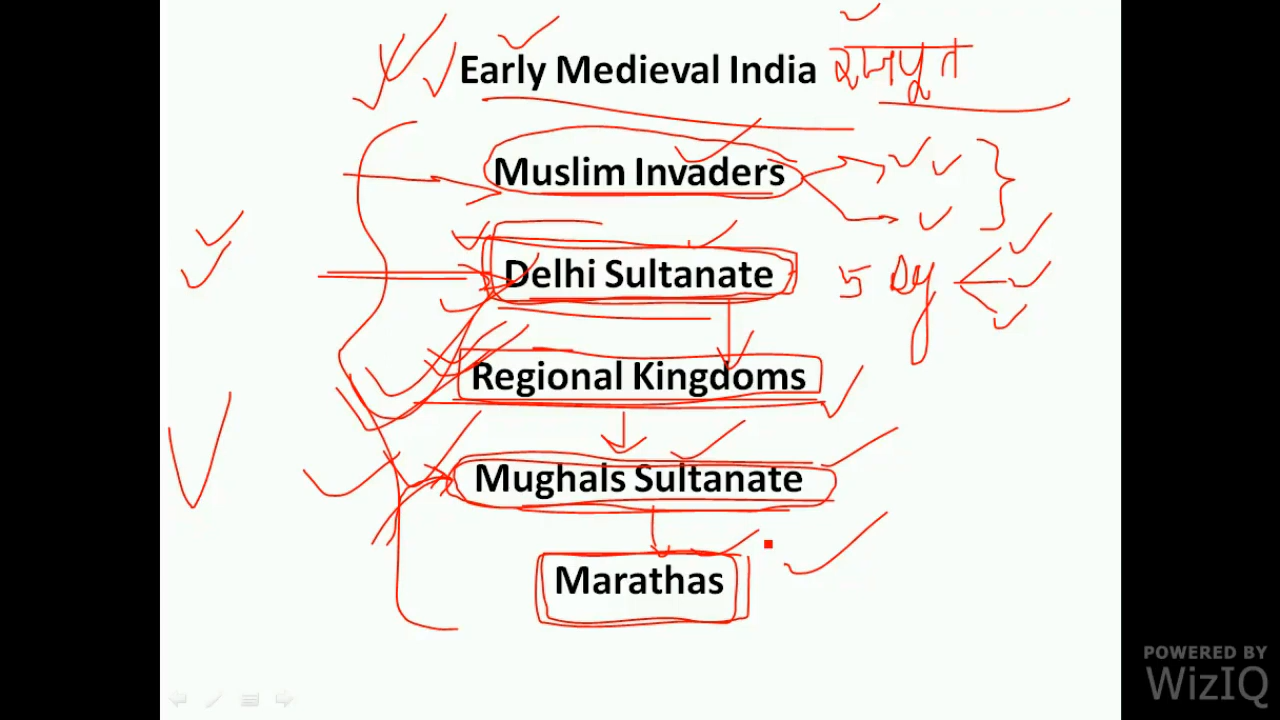 Early Medieval India राजपूत
Muslim Invaders
Delhi Sultanate 5 Dy
Regional Kingdoms
Mughals Sultanate
Marathas
POWERED BY
WizIQ